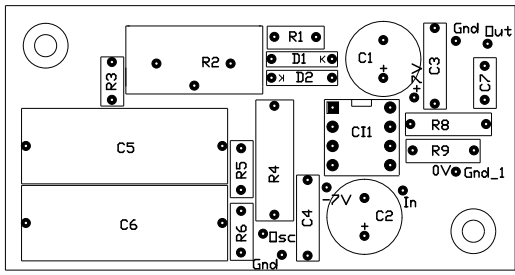 R1
Gnd
Out
R2
D1
K
C1
C3
K
D2
+
R3
+7V
C7
CI1
R8
C5
R5
R4
R9
0V
Gnd_1
-7V
In
C6
R6
C4
C2
+
Osc
Gnd